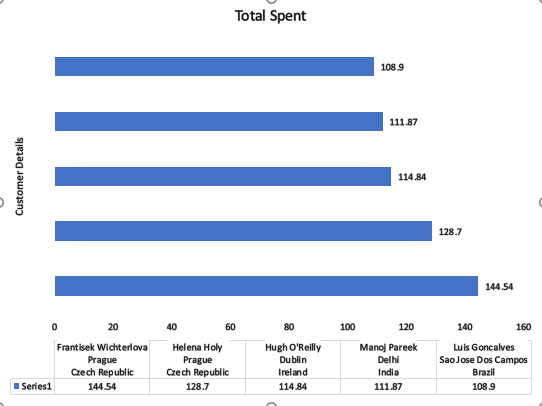 Total Spent
Customer Details
108.9
111.87
114.84
128.7
144.54
0 20 40 60 80 100 120 140 160
Frantisek Wichterlova Helena Holy Hugh O'Reilly Manoj Pareek Luis Goncalves
Prague Prague Dublin Delhi Sao Jose Dos Campos
Czech Republic Czech Republic Ireland India Brazil
Series1 144.54 128.7 114.84 111.87 108.9